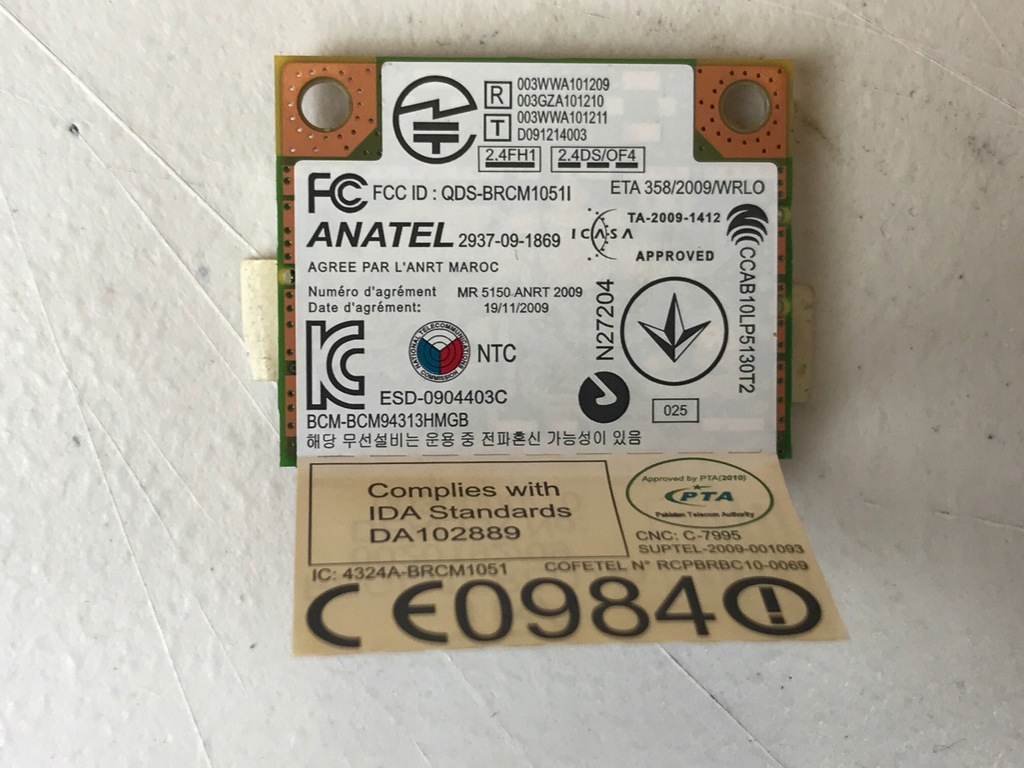 R 003WWA101209
003GZA101210
T 003WWA101211
D091214003
2.4FH1 2.4DS/OF4
FC FCC ID : QDS-BRCM1051I ETA 358/2009/WRLO
ANATEL 2937-09-1869 ICASA TA-2009-1412
APPROVED
AGREE PAR L'ANRT MAROC
Numéro d'agrément MR 5150 ANRT 2009
Date d'agrément: 19/11/2009
CCAB10LP5130T2
N27204
NATIONAL TELECOMMUNICATIONS COMMISSION
NTC
ESD-0904403C
025
BCM-BCM94313HMGB
해당 무선설비는 운용 중 전파혼신 가능성이 있음
Complies with
IDA Standards
DA102889
Approved by PTA(2010)
PTA
Pakistan Telecom Authority
CNC: C-7995
SUPTEL-2009-001093
IC: 4324A-BRCM1051 COFETEL N° RCPBRBC10-0069
CE0984!